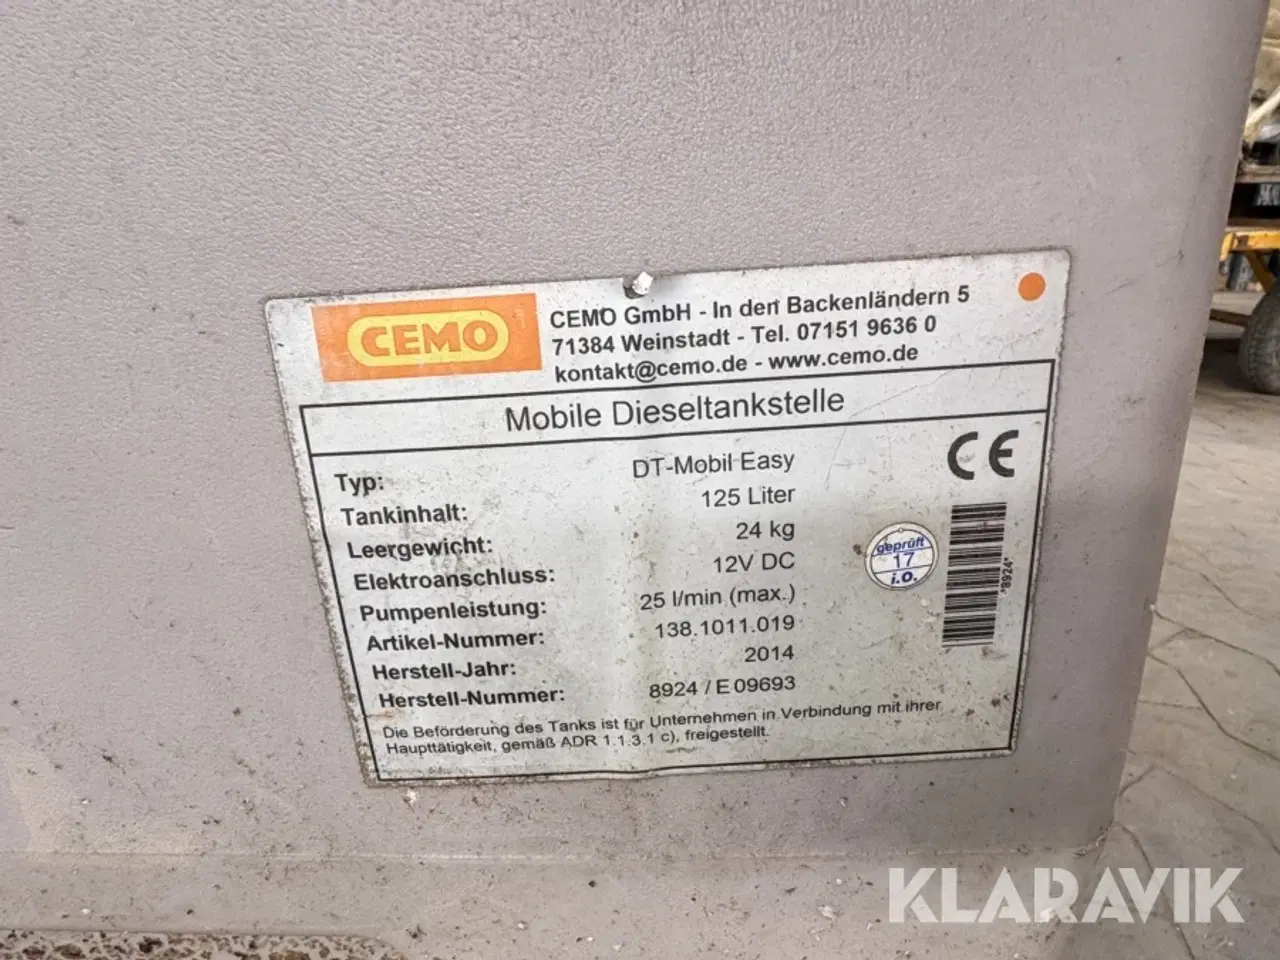 CEMO
CEMO GmbH - In den Backenländern 5
71384 Weinstadt - Tel. 07151 9636 0
kontakt@cemo.de - www.cemo.de
Mobile Dieseltankstelle
Typ: DT-Mobil Easy
Tankinhalt: 125 Liter
Leergewicht: 24 kg
Elektroanschluss: 12V DC
Pumpenleistung: 25 l/min (max.)
Artikel-Nummer: 138.1011.019
Herstell-Jahr: 2014
Herstell-Nummer: 8924 / E 09693
CE
geprüft
17
i.O.
*8924*
Die Beförderung des Tanks ist für Unternehmen in Verbindung mit ihrer
Haupttätigkeit, gemäß ADR 1.1.3.1 c), freigestellt.
KLARAVIK